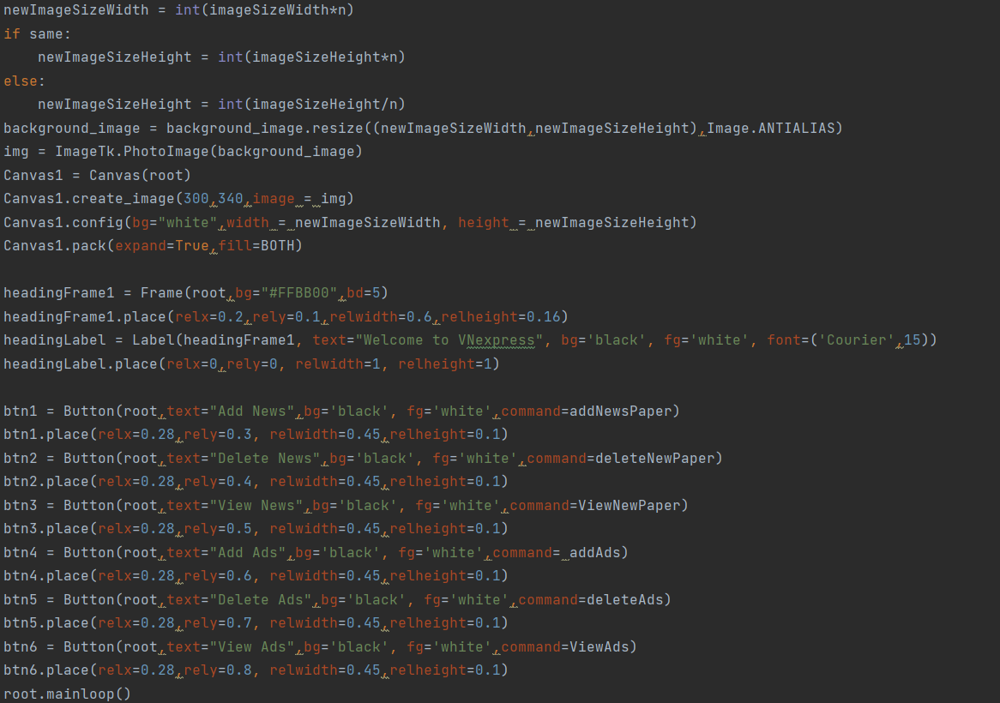 newImageSizeWidth = int(imageSizeWidth*n)
if same:
    newImageSizeHeight = int(imageSizeHeight*n)
else:
    newImageSizeHeight = int(imageSizeHeight/n)
background_image = background_image.resize((newImageSizeWidth,newImageSizeHeight),Image.ANTIALIAS)
img = ImageTk.PhotoImage(background_image)
Canvas1 = Canvas(root)
Canvas1.create_image(300,340,image = img)
Canvas1.config(bg="white",width = newImageSizeWidth, height = newImageSizeHeight)
Canvas1.pack(expand=True,fill=BOTH)

headingFrame1 = Frame(root,bg="#FFBB00",bd=5)
headingFrame1.place(relx=0.2,rely=0.1,relwidth=0.6,relheight=0.16)
headingLabel = Label(headingFrame1, text="Welcome to VNexpress", bg='black', fg='white', font=('Courier',15))
headingLabel.place(relx=0,rely=0, relwidth=1, relheight=1)

btn1 = Button(root,text="Add News",bg='black', fg='white',command=addNewsPaper)
btn1.place(relx=0.28,rely=0.3, relwidth=0.45,relheight=0.1)
btn2 = Button(root,text="Delete News",bg='black', fg='white',command=deleteNewPaper)
btn2.place(relx=0.28,rely=0.4, relwidth=0.45,relheight=0.1)
btn3 = Button(root,text="View News",bg='black', fg='white',command=ViewNewPaper)
btn3.place(relx=0.28,rely=0.5, relwidth=0.45,relheight=0.1)
btn4 = Button(root,text="Add Ads",bg='black', fg='white',command= addAds)
btn4.place(relx=0.28,rely=0.6, relwidth=0.45,relheight=0.1)
btn5 = Button(root,text="Delete Ads",bg='black', fg='white',command=deleteAds)
btn5.place(relx=0.28,rely=0.7, relwidth=0.45,relheight=0.1)
btn6 = Button(root,text="View Ads",bg='black', fg='white',command=ViewAds)
btn6.place(relx=0.28,rely=0.8, relwidth=0.45,relheight=0.1)
root.mainloop()